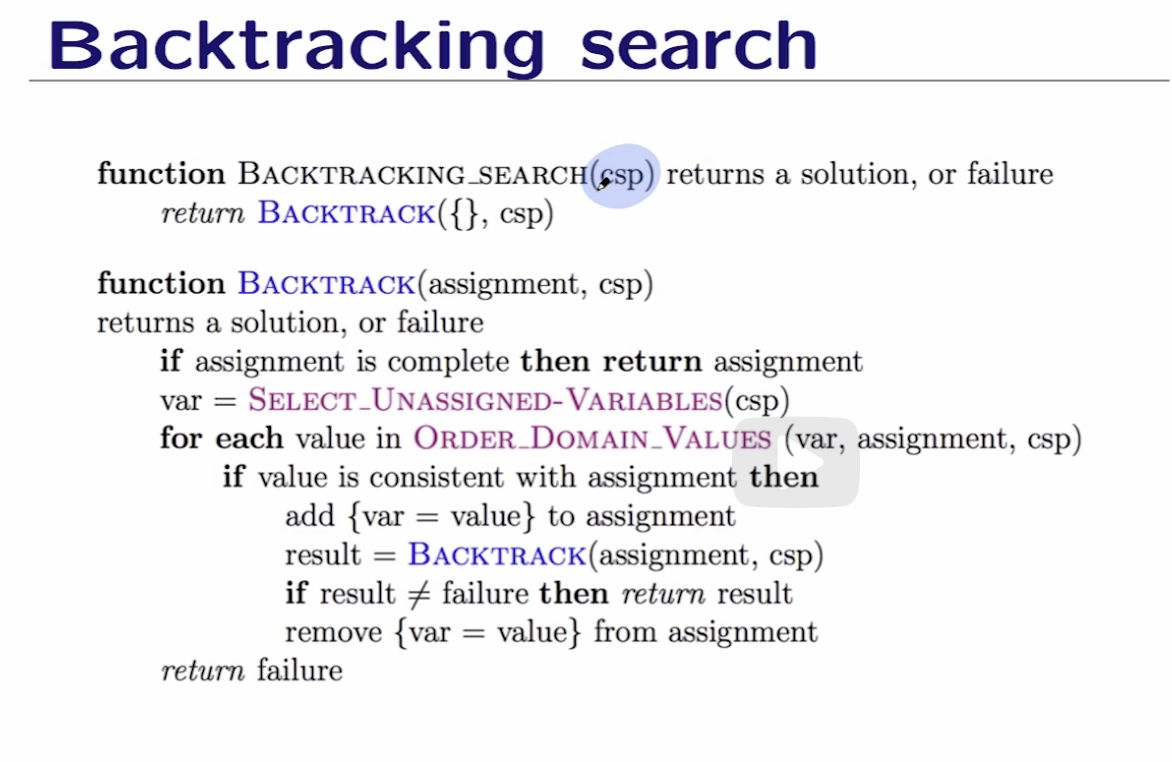 Backtracking search
function BACKTRACKING_SEARCH(csp) returns a solution, or failure
return BACKTRACK({}, csp)
function BACKTRACK(assignment, csp)
returns a solution, or failure
if assignment is complete then return assignment
var = SELECT_UNASSIGNED-VARIABLES(csp)
for each value in ORDER_DOMAIN_VALUES (var, assignment, csp)
if value is consistent with assignment then
add {var = value} to assignment
result = BACKTRACK(assignment, csp)
if result ≠ failure then return result
remove {var = value} from assignment
return failure